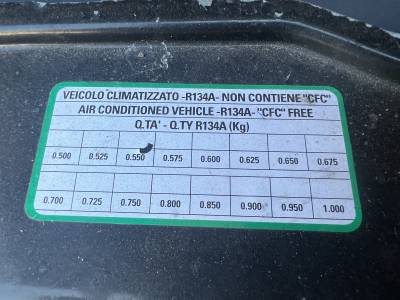 VEICOLO CLIMATIZZATO -R134A- NON CONTIENE "CFC"
AIR CONDITIONED VEHICLE -R134A- "CFC" FREE
Q.TA' - Q.TY R134A (Kg)
0.500 0.525 0.550 0.575 0.600 0.625 0.650 0.675
0.700 0.725 0.750 0.800 0.850 0.900 0.950 1.000